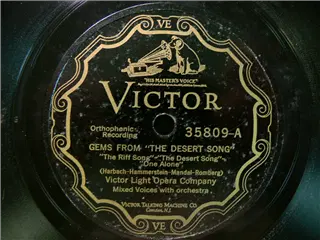 VE
"HIS MASTER'S VOICE"
VICTOR
Orthophonic
Recording
35809-A
GEMS FROM "THE DESERT SONG"
"The Riff Song"-"The Desert Song"-
"One Alone"
(Harbach-Hammerstein-Mandel-Romberg)
Victor Light Opera Company
Mixed Voices with orchestra
VICTOR TALKING MACHINE CO
Camden, N.J.
VE